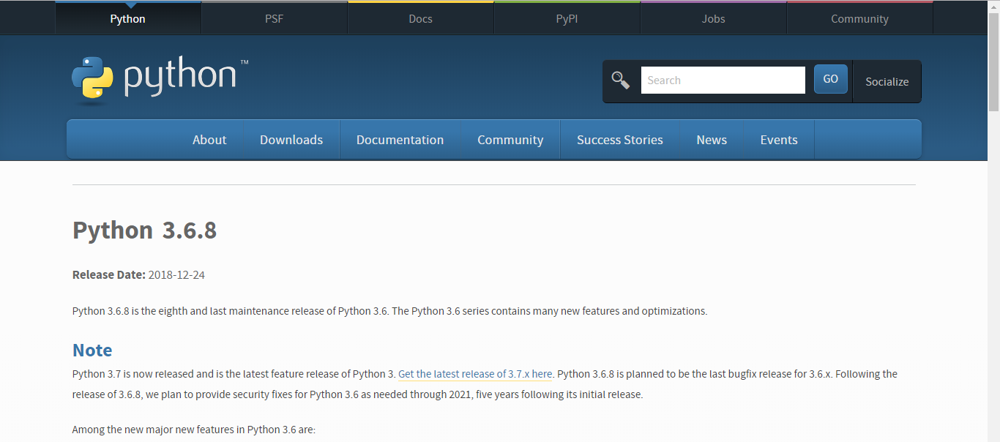 Python PSF Docs PyPI Jobs Community
python™
Search GO Socialize
About Downloads Documentation Community Success Stories News Events
Python 3.6.8
Release Date: 2018-12-24
Python 3.6.8 is the eighth and last maintenance release of Python 3.6. The Python 3.6 series contains many new features and optimizations.
Note
Python 3.7 is now released and is the latest feature release of Python 3. Get the latest release of 3.7.x here. Python 3.6.8 is planned to be the last bugfix release for 3.6.x. Following the
release of 3.6.8, we plan to provide security fixes for Python 3.6 as needed through 2021, five years following its initial release.
Among the new major new features in Python 3.6 are: